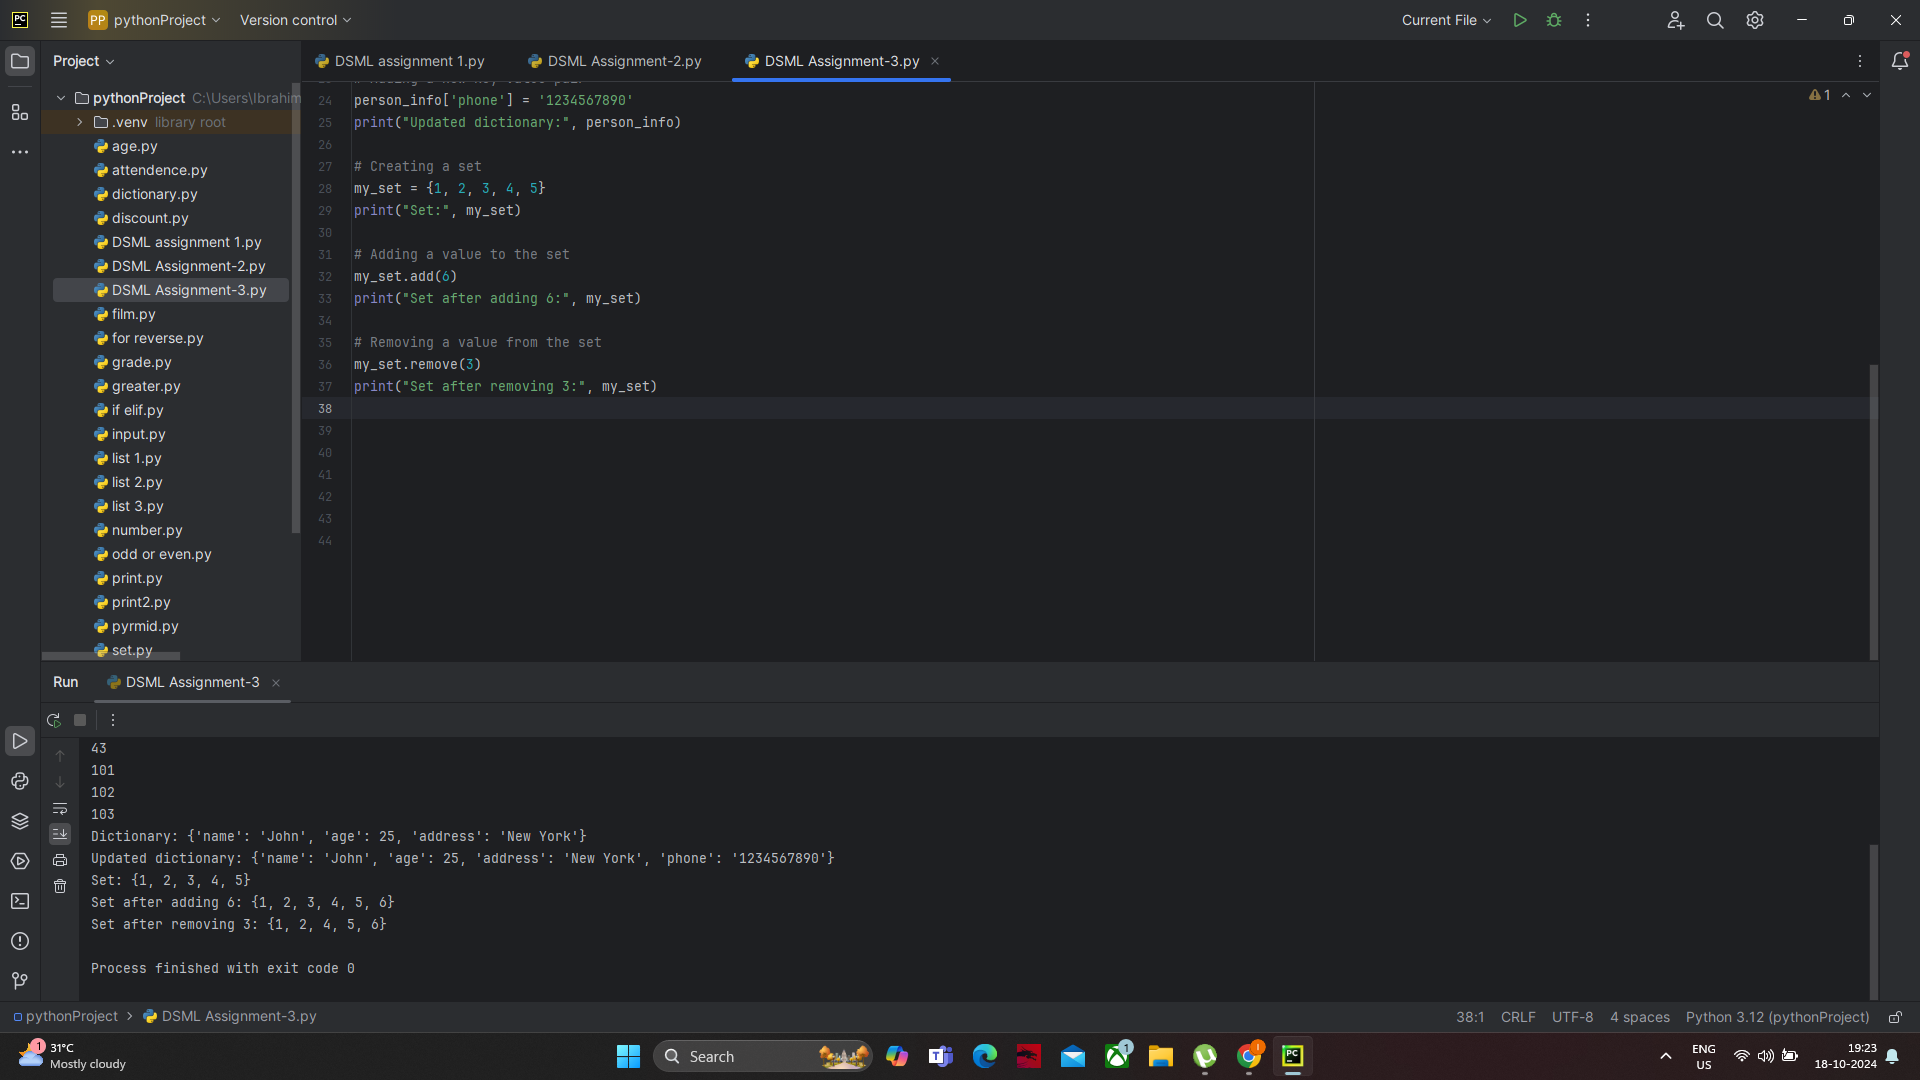 PC
PP pythonProject
Version control
Current File
Project
DSML assignment 1.py
DSML Assignment-2.py
DSML Assignment-3.py
pythonProject C:\Users\Ibrahim
.venv library root
age.py
attendence.py
dictionary.py
discount.py
DSML assignment 1.py
DSML Assignment-2.py
DSML Assignment-3.py
film.py
for reverse.py
grade.py
greater.py
if elif.py
input.py
list 1.py
list 2.py
list 3.py
number.py
odd or even.py
print.py
print2.py
pyrmid.py
set.py
1
24 person_info['phone'] = '1234567890'
25 print("Updated dictionary:", person_info)
26
27 # Creating a set
28 my_set = {1, 2, 3, 4, 5}
29 print("Set:", my_set)
30
31 # Adding a value to the set
32 my_set.add(6)
33 print("Set after adding 6:", my_set)
34
35 # Removing a value from the set
36 my_set.remove(3)
37 print("Set after removing 3:", my_set)
38
39
40
41
42
43
44
Run
DSML Assignment-3
43
101
102
103
Dictionary: {'name': 'John', 'age': 25, 'address': 'New York'}
Updated dictionary: {'name': 'John', 'age': 25, 'address': 'New York', 'phone': '1234567890'}
Set: {1, 2, 3, 4, 5}
Set after adding 6: {1, 2, 3, 4, 5, 6}
Set after removing 3: {1, 2, 4, 5, 6}
Process finished with exit code 0
pythonProject > DSML Assignment-3.py
38:1 CRLF UTF-8 4 spaces Python 3.12 (pythonProject)
1
31°C
Mostly cloudy
Search
1
PC
ENG
US
19:23
18-10-2024